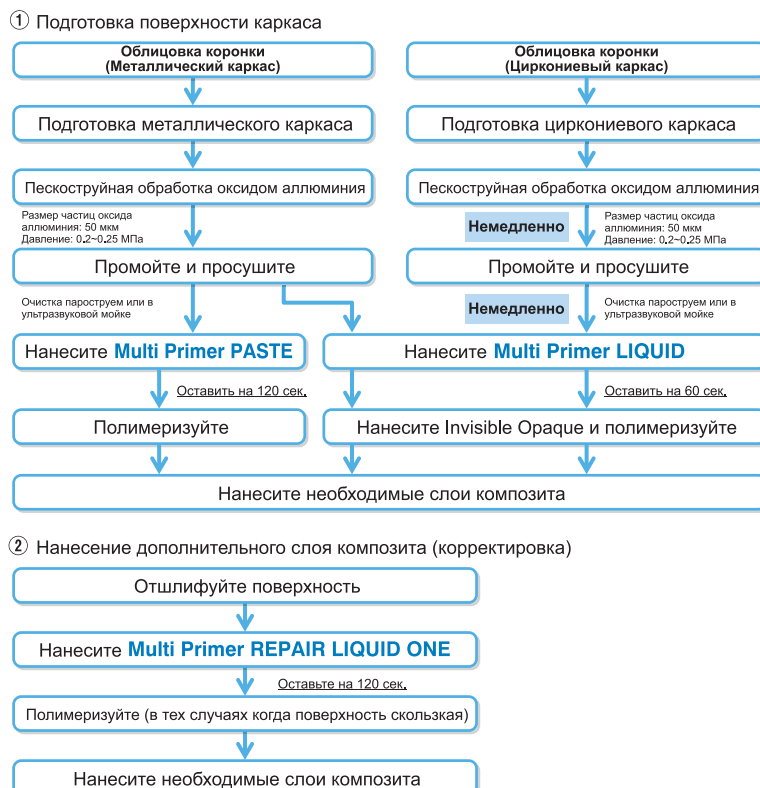 ① Подготовка поверхности каркаса
Облицовка коронки
(Металлический каркас)
Подготовка металлического каркаса
Пескоструйная обработка оксидом аллюминия
Размер частиц оксида
аллюминия: 50 мкм
Давление: 0,2~0,25 МПа
Промойте и просушите
Очистка пароструем или в
ультразвуковой мойке
Нанесите Multi Primer PASTE
Оставить на 120 сек.
Полимеризуйте
Облицовка коронки
(Циркониевый каркас)
Подготовка циркониевого каркаса
Пескоструйная обработка оксидом аллюминия
Немедленно
Размер частиц оксида
аллюминия: 50 мкм
Давление: 0,2~0,25 МПа
Промойте и просушите
Немедленно
Очистка пароструем или в
ультразвуковой мойке
Нанесите Multi Primer LIQUID
Оставить на 60 сек.
Нанесите Invisible Opaque и полимеризуйте
Нанесите необходимые слои композита
② Нанесение дополнительного слоя композита (корректировка)
Отшлифуйте поверхность
Нанесите Multi Primer REPAIR LIQUID ONE
Оставьте на 120 сек.
Полимеризуйте (в тех случаях когда поверхность скользкая)
Нанесите необходимые слои композита